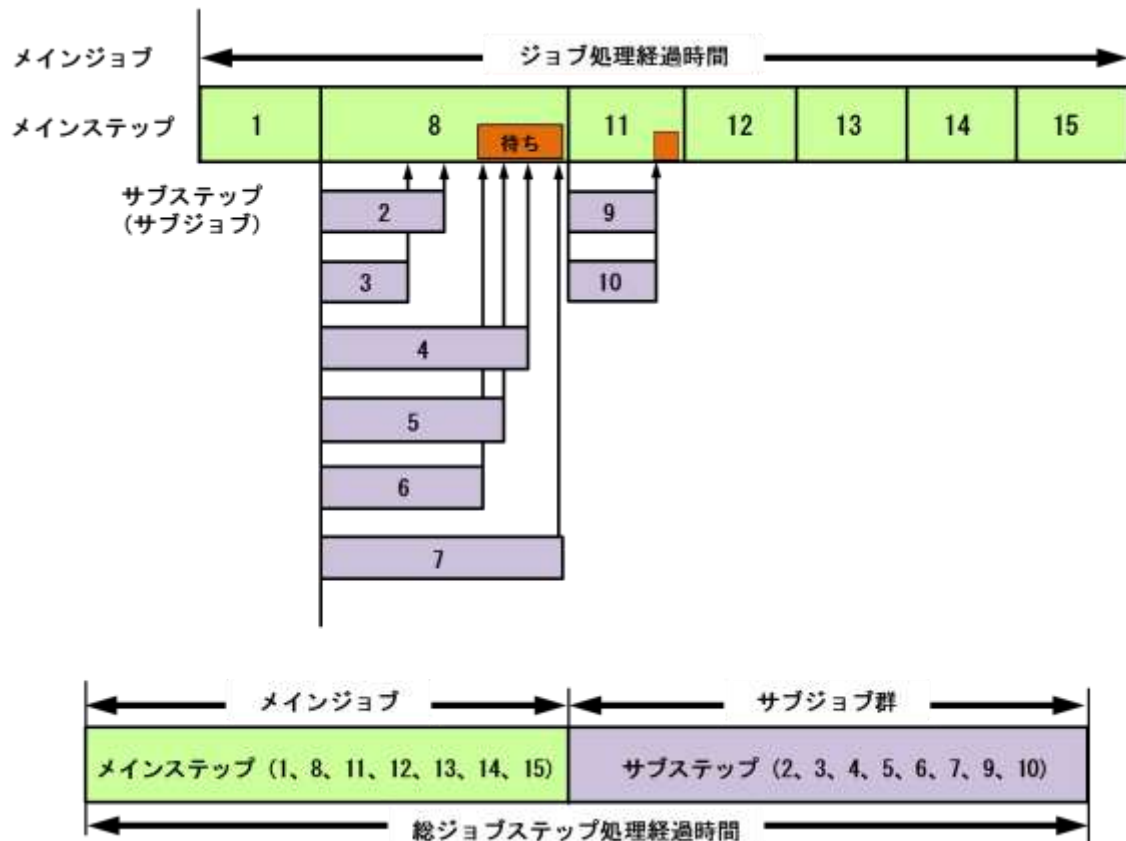 メインジョブ
ジョブ処理経過時間
メインステップ
1
8
待ち
11
12
13
14
15
サブステップ
(サブジョブ)
2
9
3
10
4
5
6
7
メインジョブ
サブジョブ群
メインステップ(1、8、11、12、13、14、15)
サブステップ(2、3、4、5、6、7、9、10)
総ジョブステップ処理経過時間